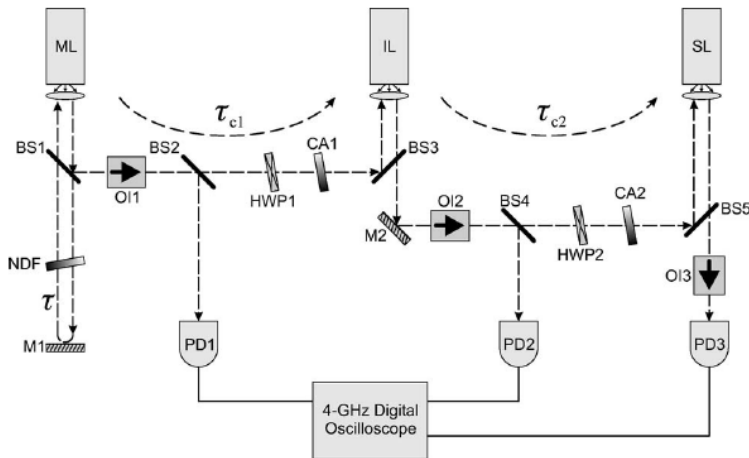 ML
IL
SL
τc1
τc2
BS1
BS2
CA1
BS3
OI1
HWP1
OI2
BS4
CA2
BS5
M2
HWP2
NDF
OI3
τ
M1
PD1
PD2
PD3
4-GHz Digital
Oscilloscope